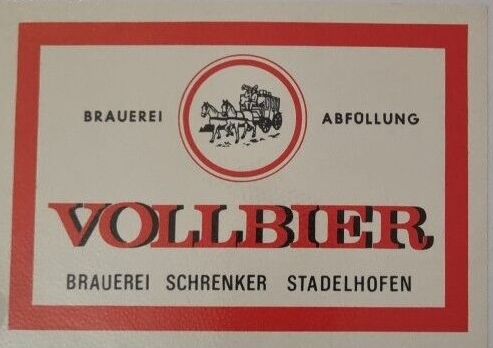 BRAUEREI ABFÜLLUNG
VOLLBIER
BRAUEREI SCHRENKER STADELHOFEN